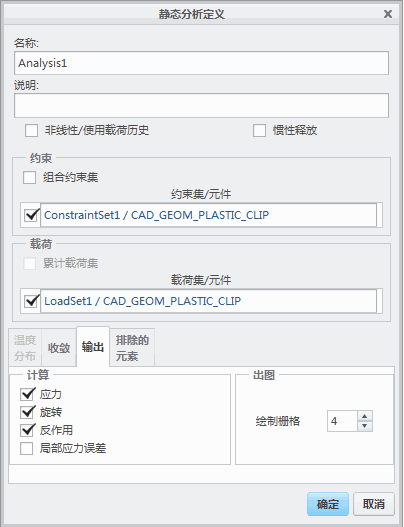 静态分析定义
名称:
Analysis1
说明:
非线性/使用载荷历史 惯性释放
约束
组合约束集
约束集/元件
ConstraintSet1 / CAD_GEOM_PLASTIC_CLIP
载荷
累计载荷集
载荷集/元件
LoadSet1 / CAD_GEOM_PLASTIC_CLIP
温度
分布
收敛
输出
排除的
元素
计算
应力
旋转
反作用
局部应力误差
出图
绘制栅格 4
确定 取消